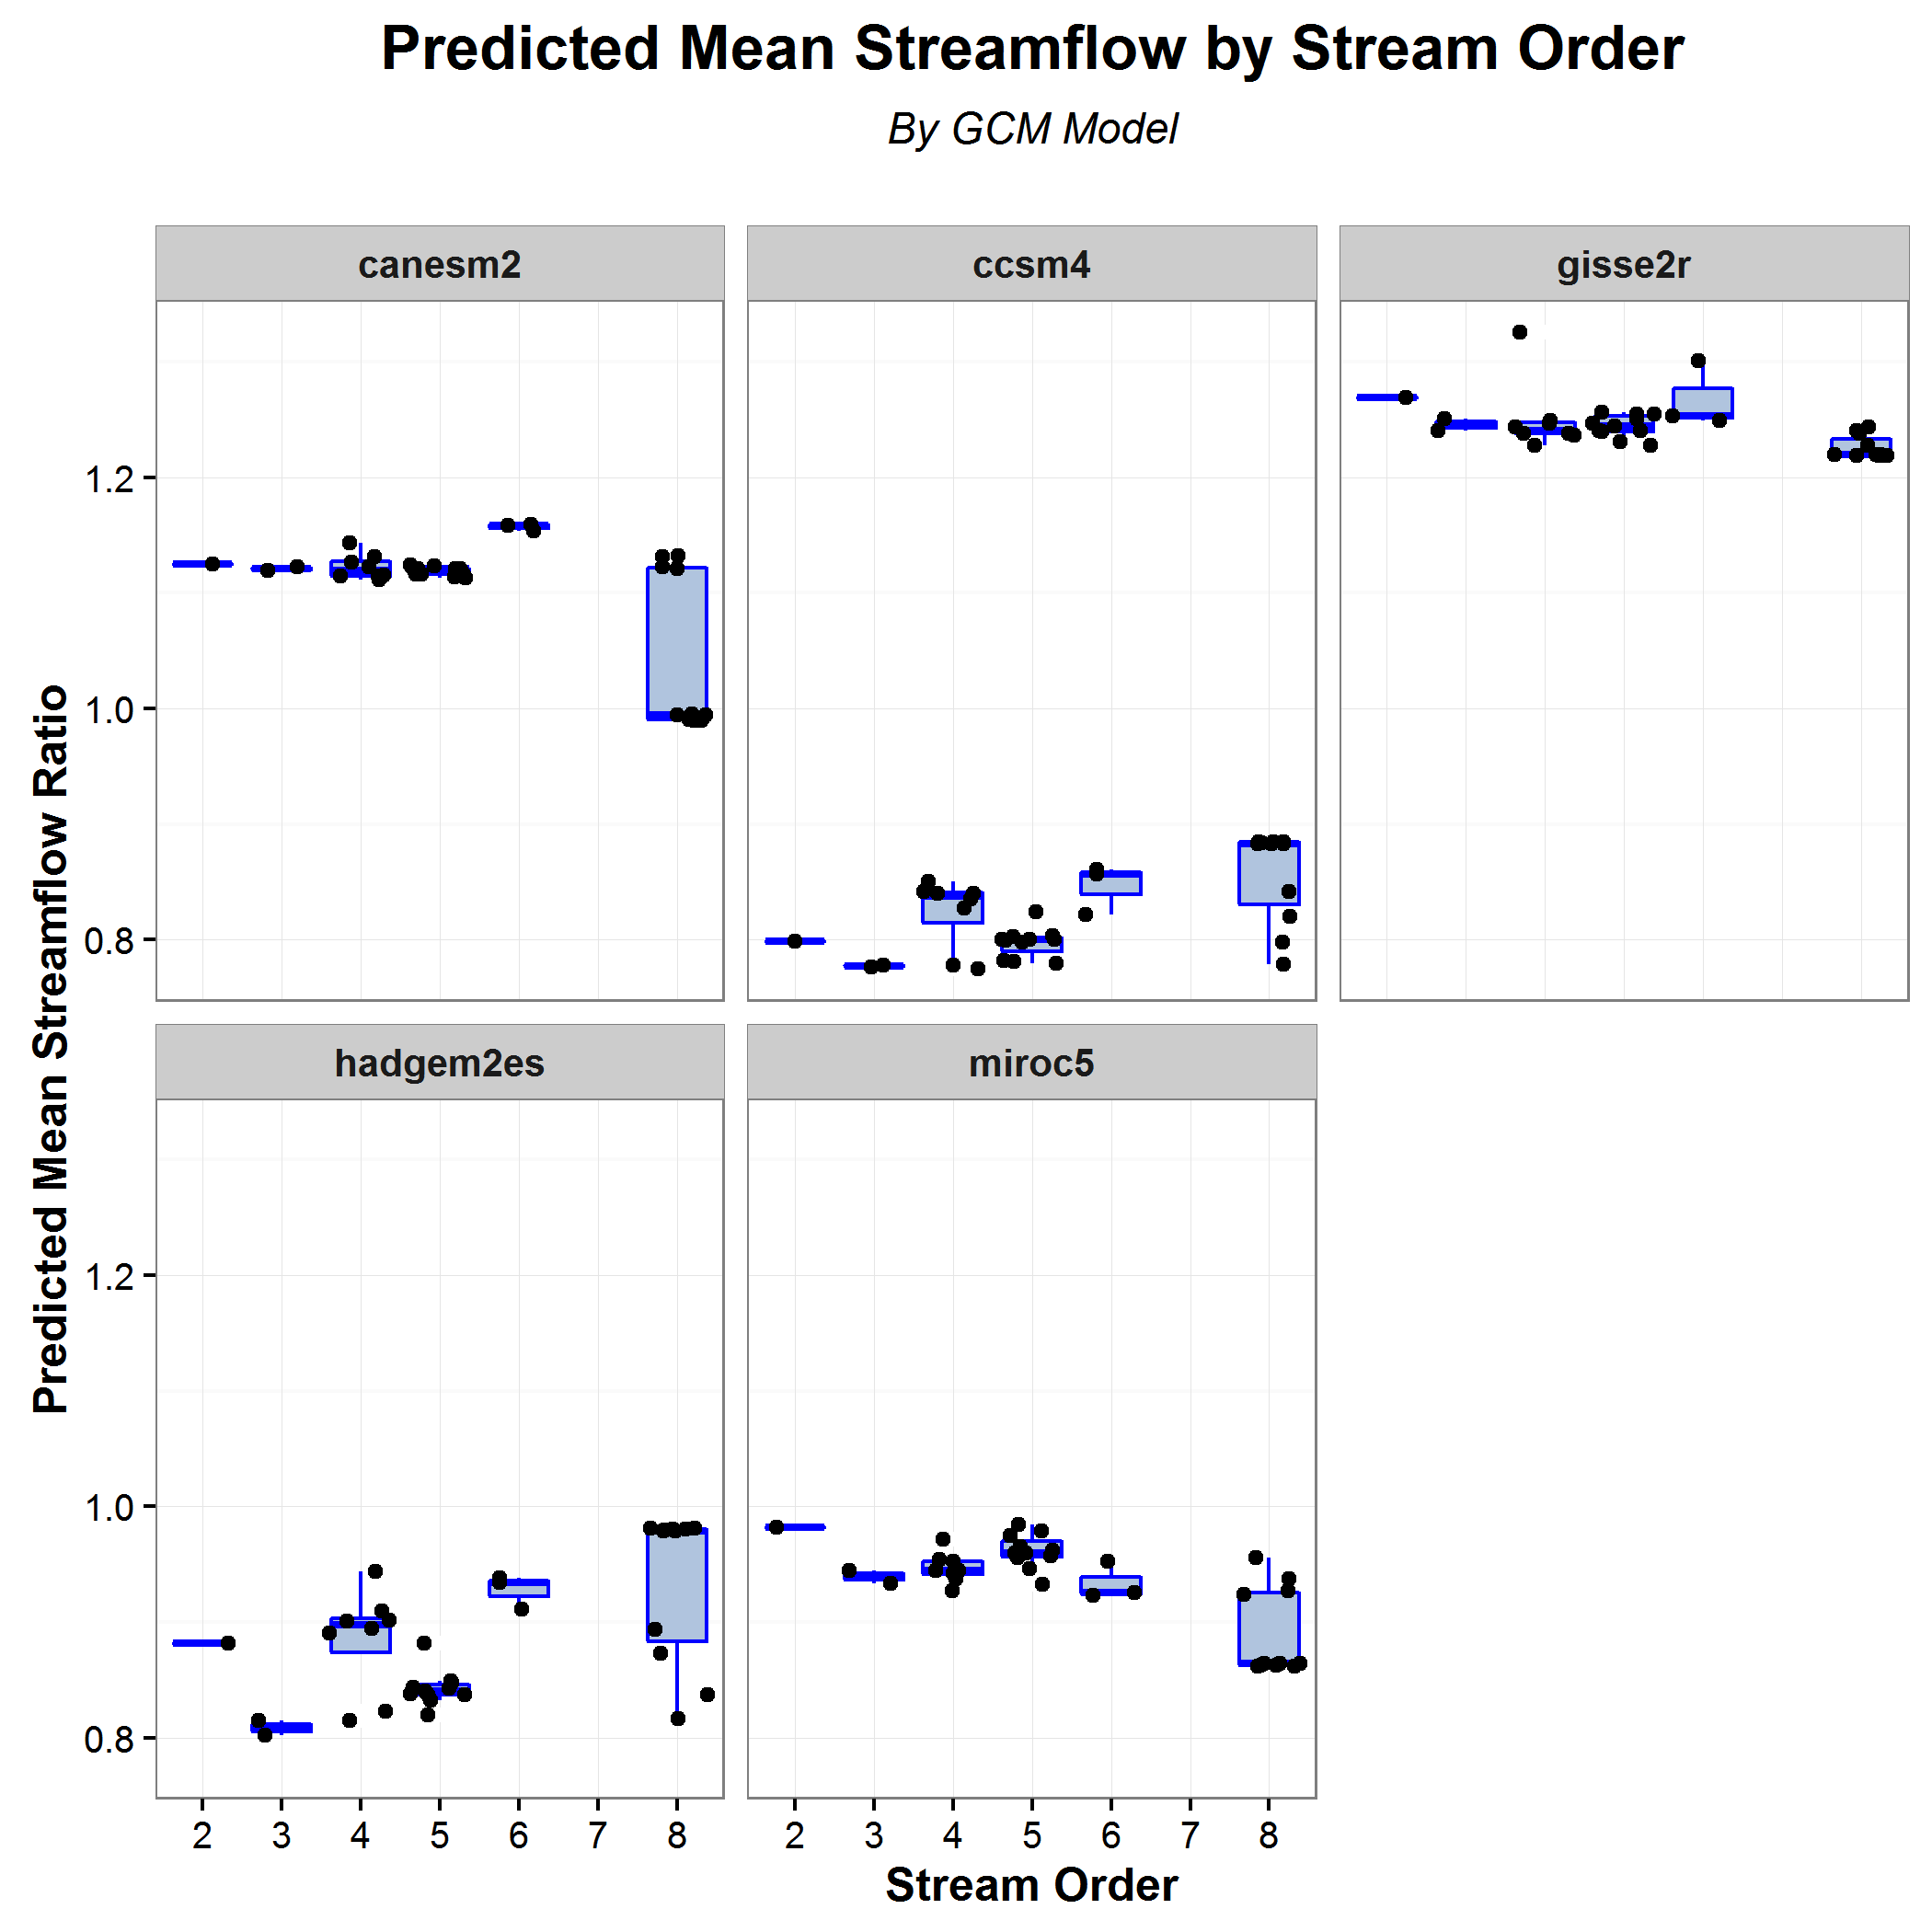 Predicted Mean Streamflow by Stream Order
By GCM Model
canesm2
ccsm4
gisse2r
1.2
1.0
0.8
Predicted Mean Streamflow Ratio
hadgem2es
miroc5
1.2
1.0
0.8
2 3 4 5 6 7 8
2 3 4 5 6 7 8
Stream Order